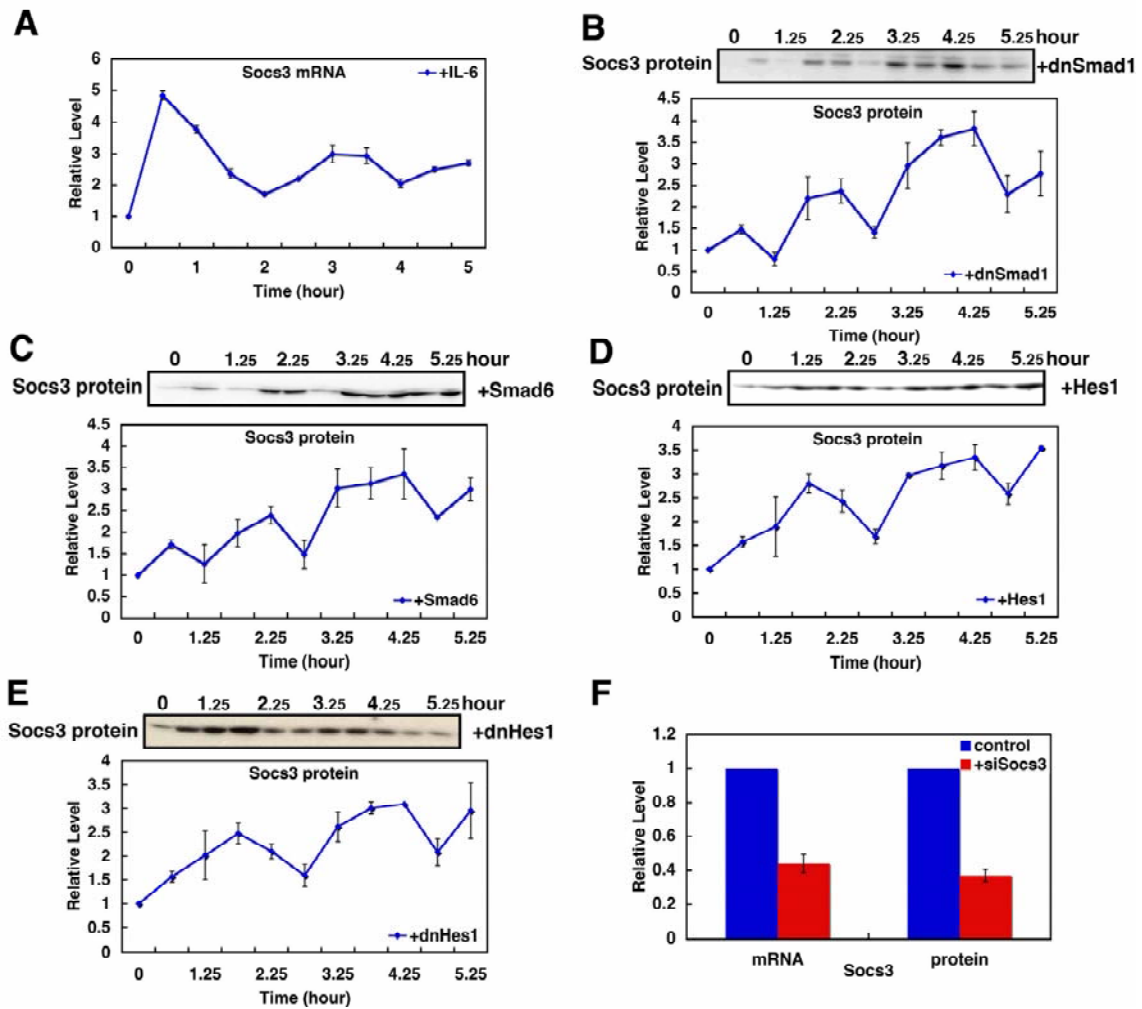 A
Socs3 mRNA
+IL-6
Relative Level
6
5
4
3
2
1
0
0 1 2 3 4 5
Time (hour)
B
0 1.25 2.25 3.25 4.25 5.25 hour
Socs3 protein
+dnSmad1
Socs3 protein
Relative Level
4.5
4
3.5
3
2.5
2
1.5
1
0.5
0
+dnSmad1
0 1.25 2.25 3.25 4.25 5.25
Time (hour)
C
0 1.25 2.25 3.25 4.25 5.25 hour
Socs3 protein
+Smad6
Socs3 protein
Relative Level
4.5
4
3.5
3
2.5
2
1.5
1
0.5
0
+Smad6
0 1.25 2.25 3.25 4.25 5.25
Time (hour)
D
0 1.25 2.25 3.25 4.25 5.25 hour
Socs3 protein
+Hes1
Socs3 protein
Relative Level
4
3.5
3
2.5
2
1.5
1
0.5
0
+Hes1
0 1.25 2.25 3.25 4.25 5.25
Time (hour)
E
0 1.25 2.25 3.25 4.25 5.25 hour
Socs3 protein
+dnHes1
Socs3 protein
Relative Level
4
3.5
3
2.5
2
1.5
1
0.5
0
+dnHes1
0 1.25 2.25 3.25 4.25 5.25
Time (hour)
F
control
+siSocs3
Relative Level
1.2
1
0.8
0.6
0.4
0.2
0
mRNA protein
Socs3